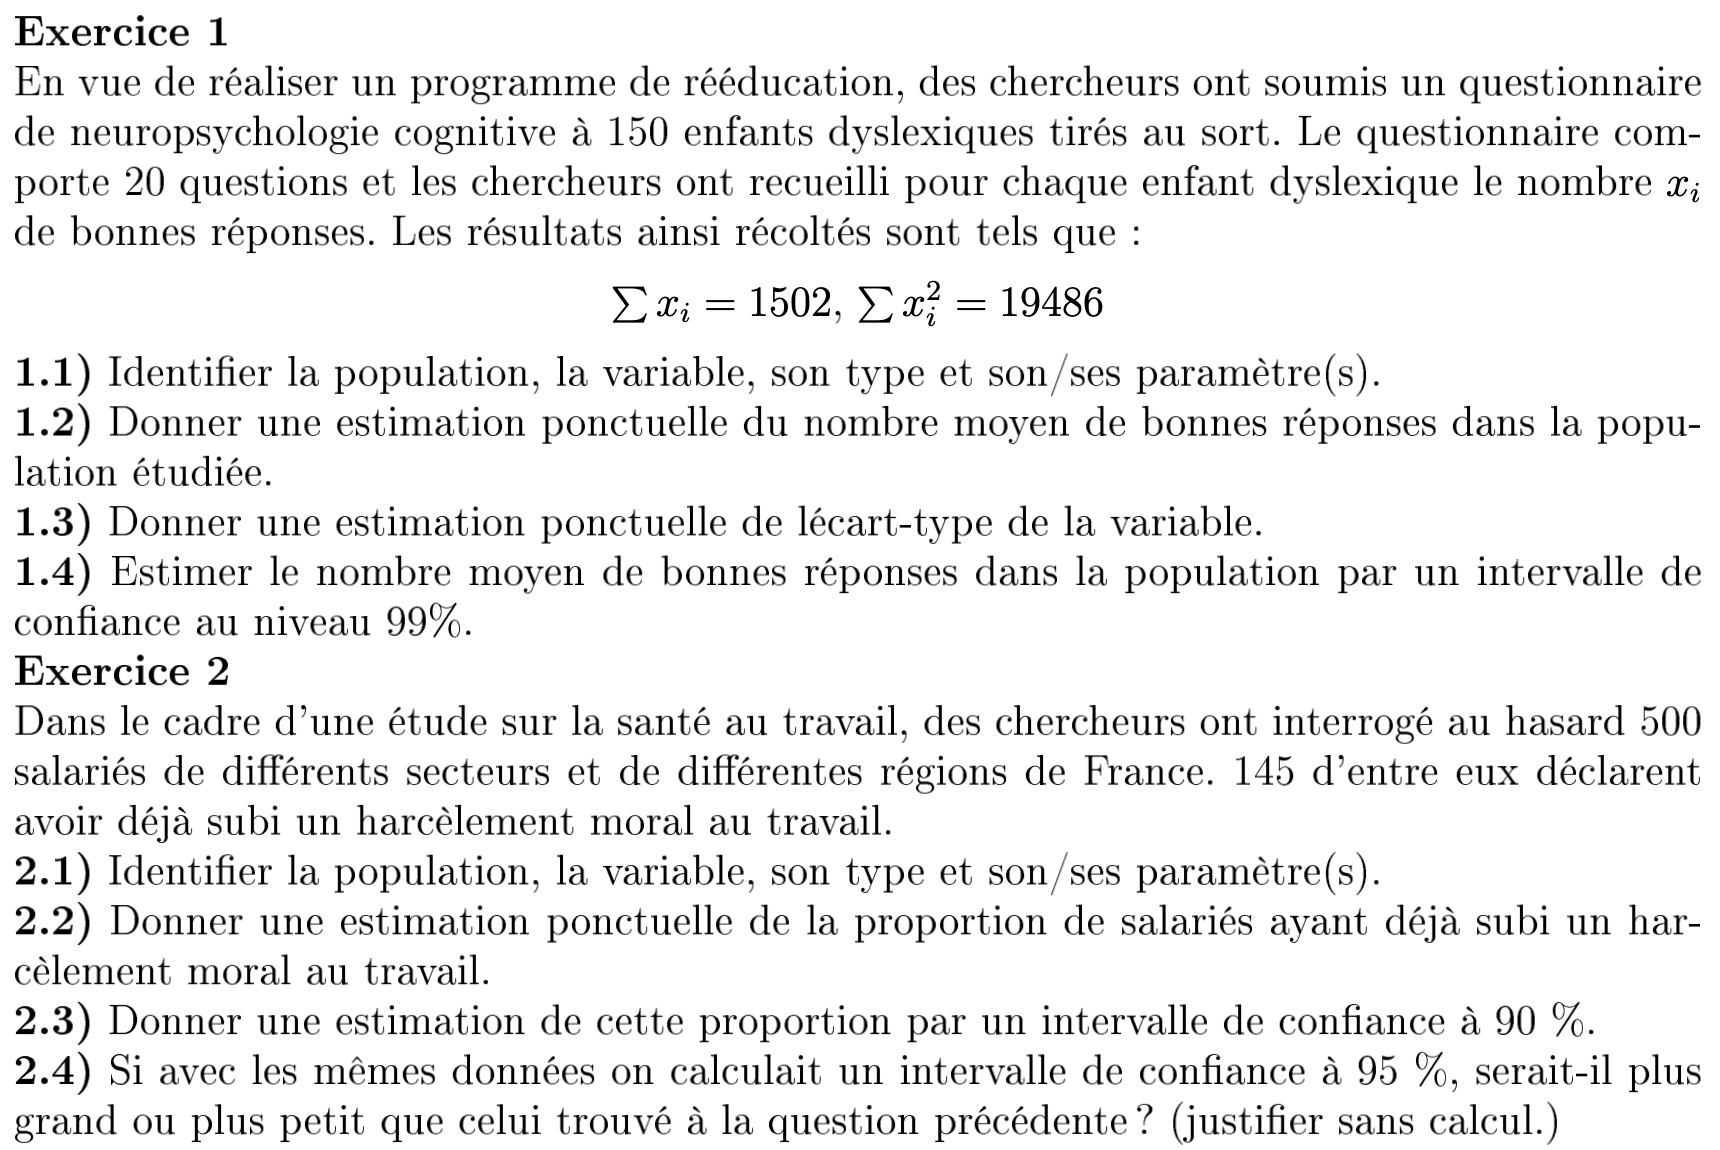 Exercice 1
En vue de réaliser un programme de rééducation, des chercheurs ont soumis un questionnaire
de neuropsychologie cognitive à 150 enfants dyslexiques tirés au sort. Le questionnaire com-
porte 20 questions et les chercheurs ont recueilli pour chaque enfant dyslexique le nombre xᵢ
de bonnes réponses. Les résultats ainsi récoltés sont tels que :
∑ xᵢ = 1502, ∑ xᵢ² = 19486
1.1) Identifier la population, la variable, son type et son/ses paramètre(s).
1.2) Donner une estimation ponctuelle du nombre moyen de bonnes réponses dans la popu-
lation étudiée.
1.3) Donner une estimation ponctuelle de lécart-type de la variable.
1.4) Estimer le nombre moyen de bonnes réponses dans la population par un intervalle de
confiance au niveau 99%.
Exercice 2
Dans le cadre d'une étude sur la santé au travail, des chercheurs ont interrogé au hasard 500
salariés de différents secteurs et de différentes régions de France. 145 d'entre eux déclarent
avoir déjà subi un harcèlement moral au travail.
2.1) Identifier la population, la variable, son type et son/ses paramètre(s).
2.2) Donner une estimation ponctuelle de la proportion de salariés ayant déjà subi un har-
cèlement moral au travail.
2.3) Donner une estimation de cette proportion par un intervalle de confiance à 90 %.
2.4) Si avec les mêmes données on calculait un intervalle de confiance à 95 %, serait-il plus
grand ou plus petit que celui trouvé à la question précédente ? (justifier sans calcul.)